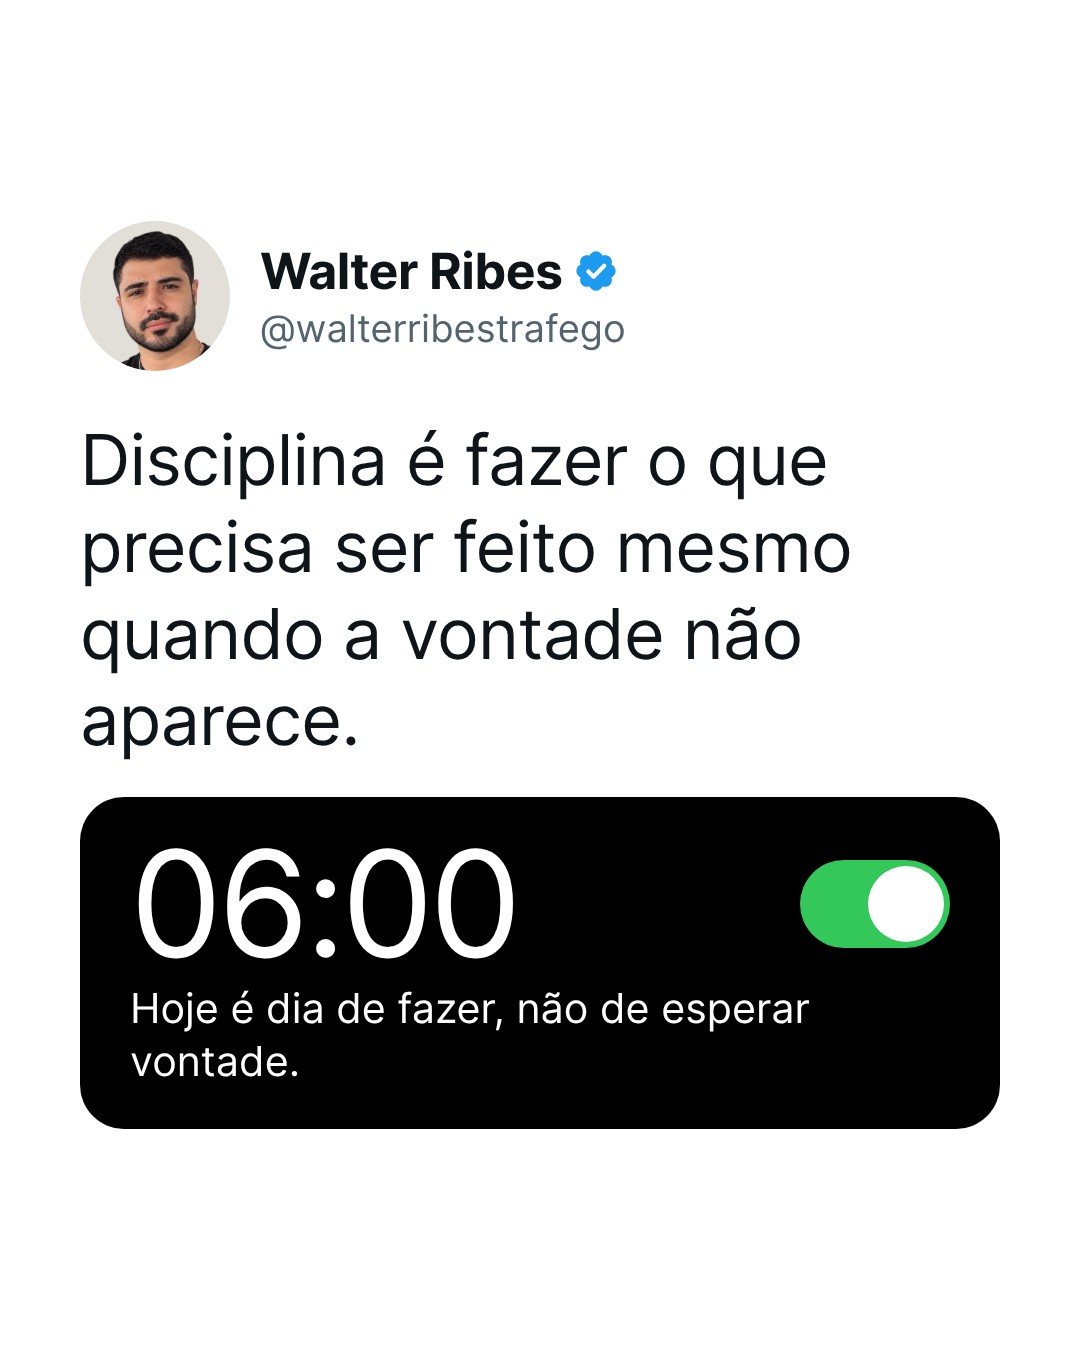 Walter Ribes
@walterribestrafego
Disciplina é fazer o que
precisa ser feito mesmo
quando a vontade não
aparece.
06:00
Hoje é dia de fazer, não de esperar
vontade.